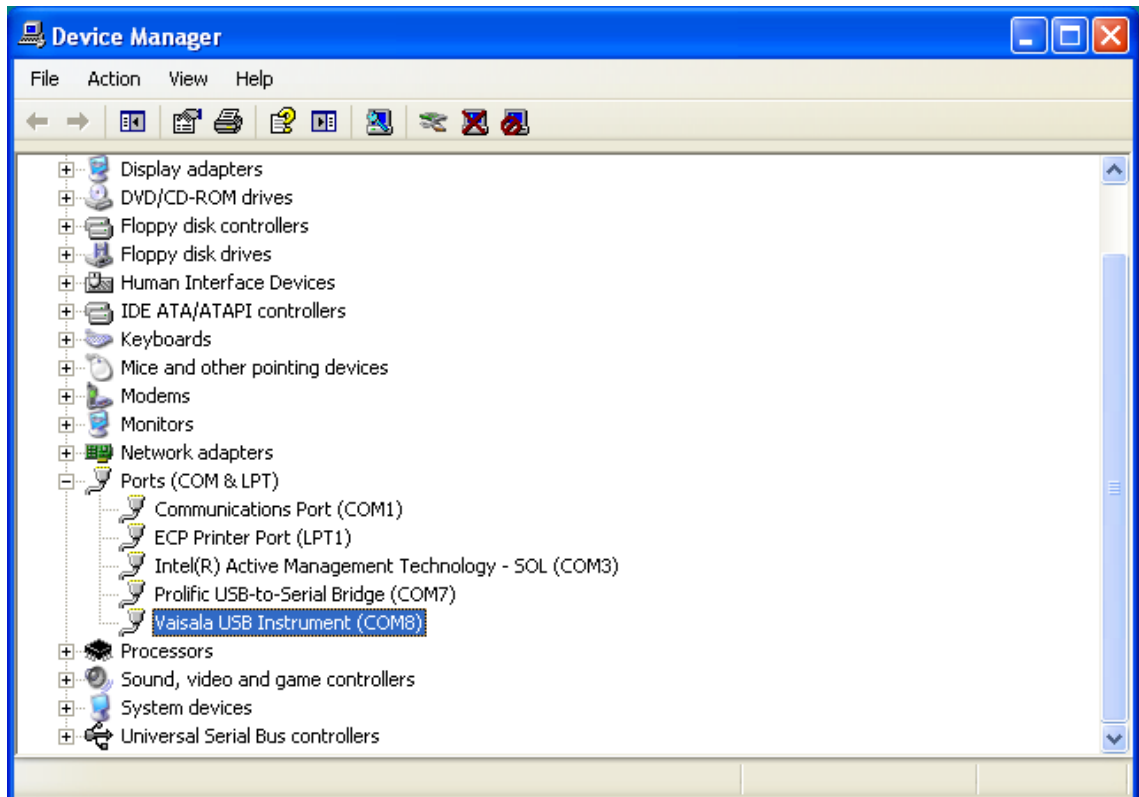 Device Manager
File Action View Help
Display adapters
DVD/CD-ROM drives
Floppy disk controllers
Floppy disk drives
Human Interface Devices
IDE ATA/ATAPI controllers
Keyboards
Mice and other pointing devices
Modems
Monitors
Network adapters
Ports (COM & LPT)
Communications Port (COM1)
ECP Printer Port (LPT1)
Intel(R) Active Management Technology - SOL (COM3)
Prolific USB-to-Serial Bridge (COM7)
Vaisala USB Instrument (COM8)
Processors
Sound, video and game controllers
System devices
Universal Serial Bus controllers